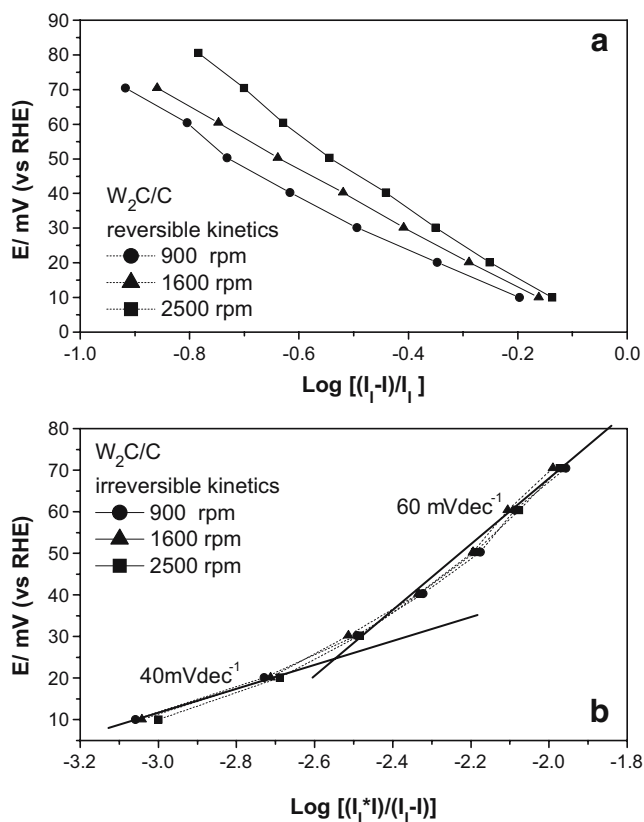 a
90
80
70
60
50
40
30
20
10
0
E/ mV (vs RHE)
W₂C/C
reversible kinetics
900 rpm
1600 rpm
2500 rpm
-1.0 -0.8 -0.6 -0.4 -0.2 0.0
Log [(Iₗ-I)/Iₗ ]
80
70
60
50
40
30
20
10
E/ mV (vs RHE)
W₂C/C
irreversible kinetics
900 rpm
1600 rpm
2500 rpm
60 mVdec⁻¹
40mVdec⁻¹
b
-3.2 -3.0 -2.8 -2.6 -2.4 -2.2 -2.0 -1.8
Log [(Iₗ*I)/(Iₗ-I)]